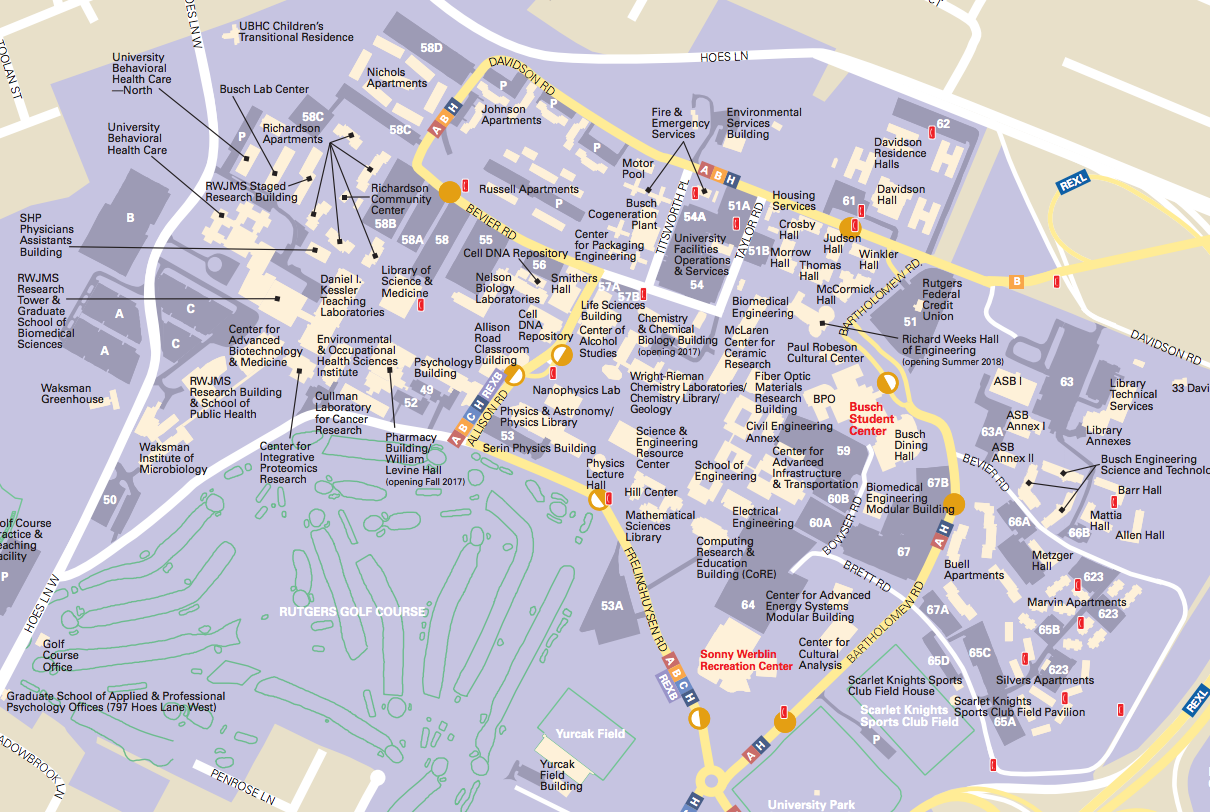 HOES LN W
TOOLAN ST
UBHC Children's
Transitional Residence
58D
HOES LN
DAVIDSON RD
University
Behavioral
Health Care
—North
Busch Lab Center
Nichols
Apartments
P
P
58C
58C
P
Richardson
Apartments
A B H
Johnson
Apartments
Fire &
Emergency
Services
Environmental
Services
Building
62
University
Behavioral
Health Care
P
Davidson
Residence
Halls
RWJMS Staged
Research Building
Richardson
Community
Center
Russell Apartments
P
Motor
Pool
A B H
REXL
Housing
Services
Davidson
Hall
SHP
Physicians
Assistants
Building
B
58B
58A
58
55
BEVIER RD
Busch
Cogeneration
Plant
TITSWORTH PL
54A
51A
TAYLOR RD
61
Crosby
Hall
Judson
Hall
Center
for Packaging
Engineering
University
Facilities
Operations
& Services
54
51B
Morrow
Hall
Thomas
Hall
Winkler
Hall
Cell DNA Repository
56
B
RWJMS
Research
Tower &
Graduate
School of
Biomedical
Sciences
Daniel I.
Kessler
Teaching
Laboratories
Library of
Science &
Medicine
Nelson
Biology
Laboratories
Smithers
Hall
57A
57B
McCormick
Hall
BARTHOLOMEW RD
Rutgers
Federal
Credit
Union
51
A
C
A
C
Life Sciences
Building
Biomedical
Engineering
Center for
Advanced
Biotechnology
& Medicine
Environmental
& Occupational
Health Sciences
Institute
Allison
Road
Classroom
Building
Cell
DNA
Repository
Center of
Alcohol
Studies
Chemistry
& Chemical
Biology Building
(opening 2017)
McLaren
Center for
Ceramic
Research
Paul Robeson
Cultural Center
Richard Weeks Hall
of Engineering
(opening Summer 2018)
DAVIDSON RD
Waksman
Greenhouse
RWJMS
Research Building
& School of
Public Health
Psychology
Building
49
52
Nanophysics Lab
Wright-Rieman
Chemistry Laboratories/
Chemistry Library/
Geology
Fiber Optic
Materials
Research
Building
BPO
ASB I
63
Library
Technical
Services
33 Davi
Cullman
Laboratory
for Cancer
Research
A B C H REXB
ALLISON RD
Physics & Astronomy/
Physics Library
53
Serin Physics Building
Busch
Student
Center
ASB
Annex I
Waksman
Institute of
Microbiology
Center for
Integrative
Proteomics
Research
Pharmacy
Building/
William
Levine Hall
(opening Fall 2017)
Science &
Engineering
Resource
Center
Civil Engineering
Annex
59
Busch
Dining
Hall
63A
ASB
Annex II
Library
Annexes
Physics
Lecture
Hall
School of
Engineering
Center for
Advanced
Infrastructure
& Transportation
BEVIER RD
Busch Engineering
Science and Technolo
50
Hill Center
60B
Biomedical
Engineering
Modular Building
67B
Barr Hall
Mathematical
Sciences
Library
Electrical
Engineering
60A
BOWSER RD
66A
Mattia
Hall
66B
Allen Hall
olf Course
ractice &
eaching
acility
P
A H
Computing
Research &
Education
Building (CoRE)
67
BRETT RD
Buell
Apartments
Metzger
Hall
FRELINGHUYSEN RD
HOES LN W
RUTGERS GOLF COURSE
53A
64
Center for Advanced
Energy Systems
Modular Building
67A
623
Marvin Apartments
623
65B
Golf
Course
Office
A B C H
REXB
Sonny Werblin
Recreation Center
Center for
Cultural
Analysis
BARTHOLOMEW RD
65D
65C
623
Silvers Apartments
Scarlet Knights Sports
Club Field House
REXL
Graduate School of Applied & Professional
Psychology Offices (797 Hoes Lane West)
Scarlet Knights
Sports Club Field
Scarlet Knights
Sports Club Field Pavilion
65A
Yurcak Field
A H
P
ADOWBROOK LN
PENROSE LN
Yurcak
Field
Building
University Park